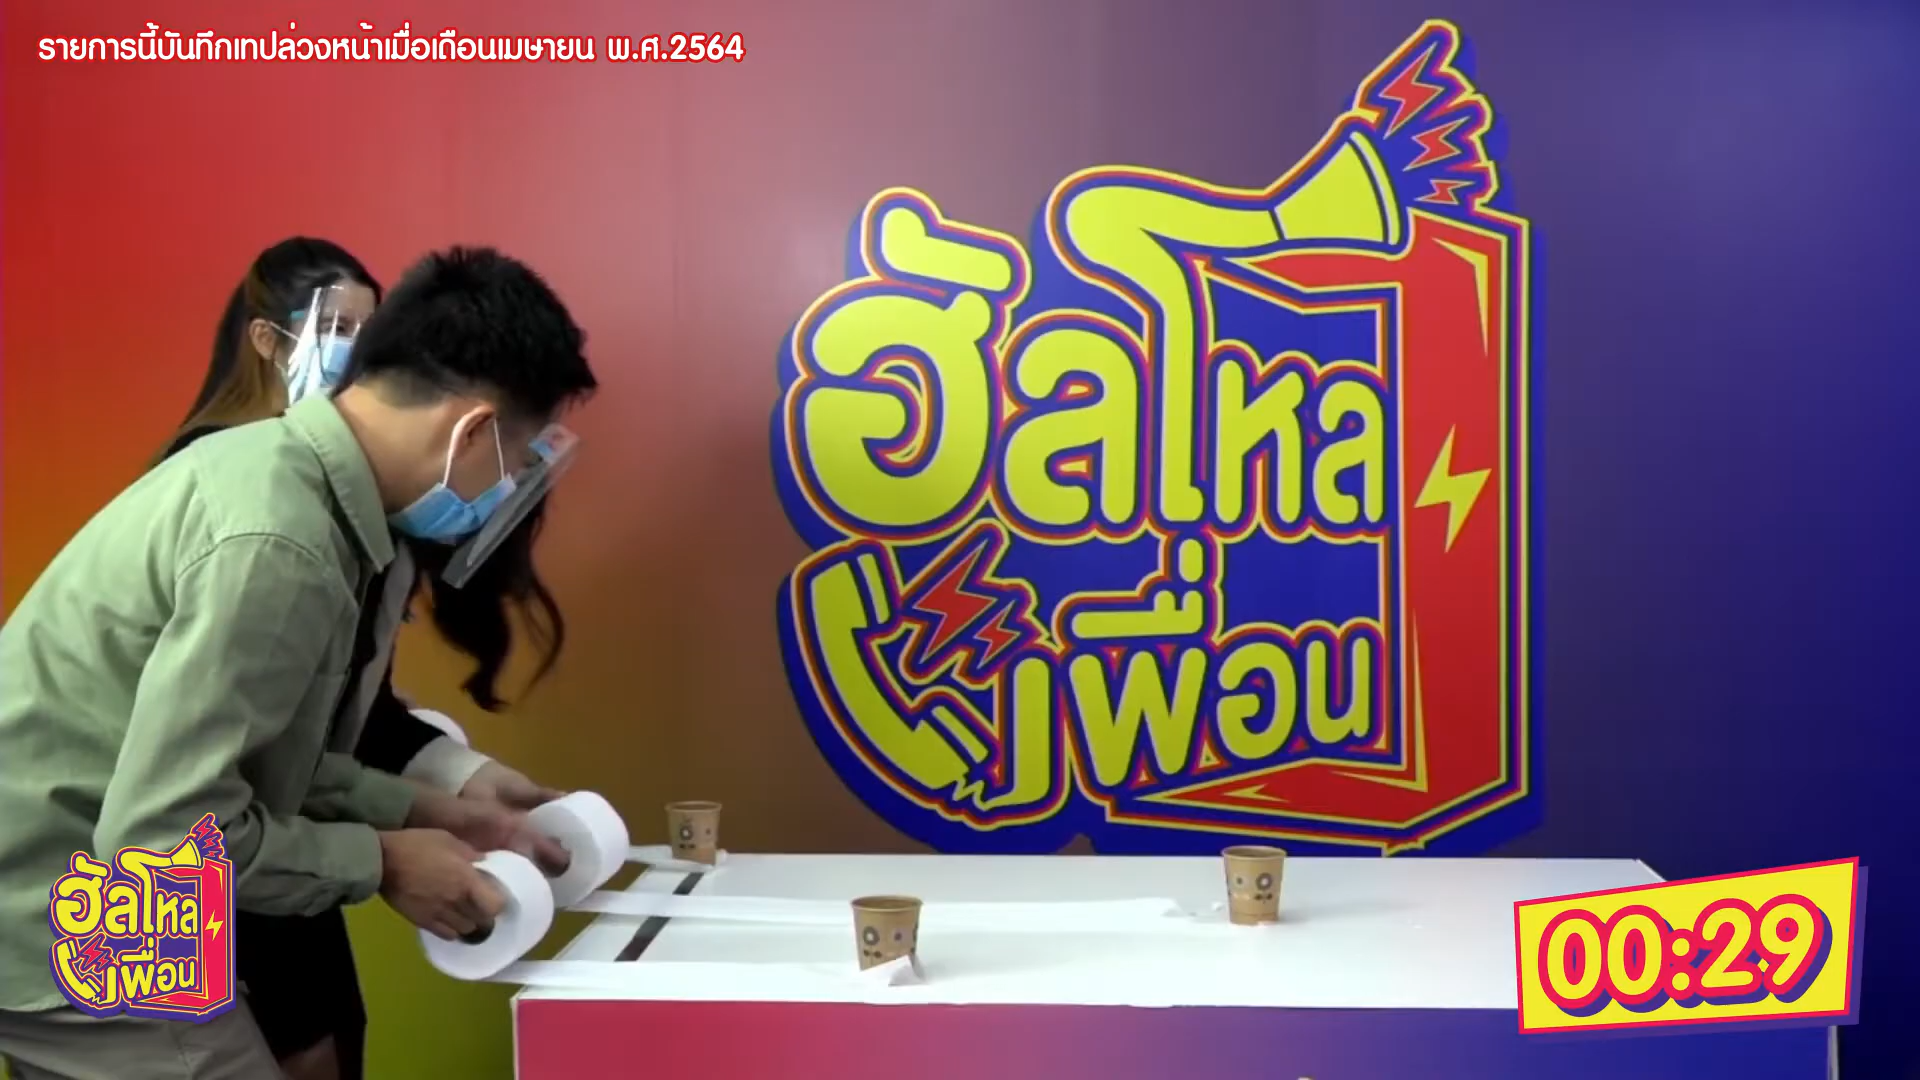 รายการนี้บันทึกเทปล่วงหน้าเมื่อเดือนเมษายน พ.ศ.2564
ฮัลโหล
เพื่อน
ฮัลโหล
เพื่อน
00:29